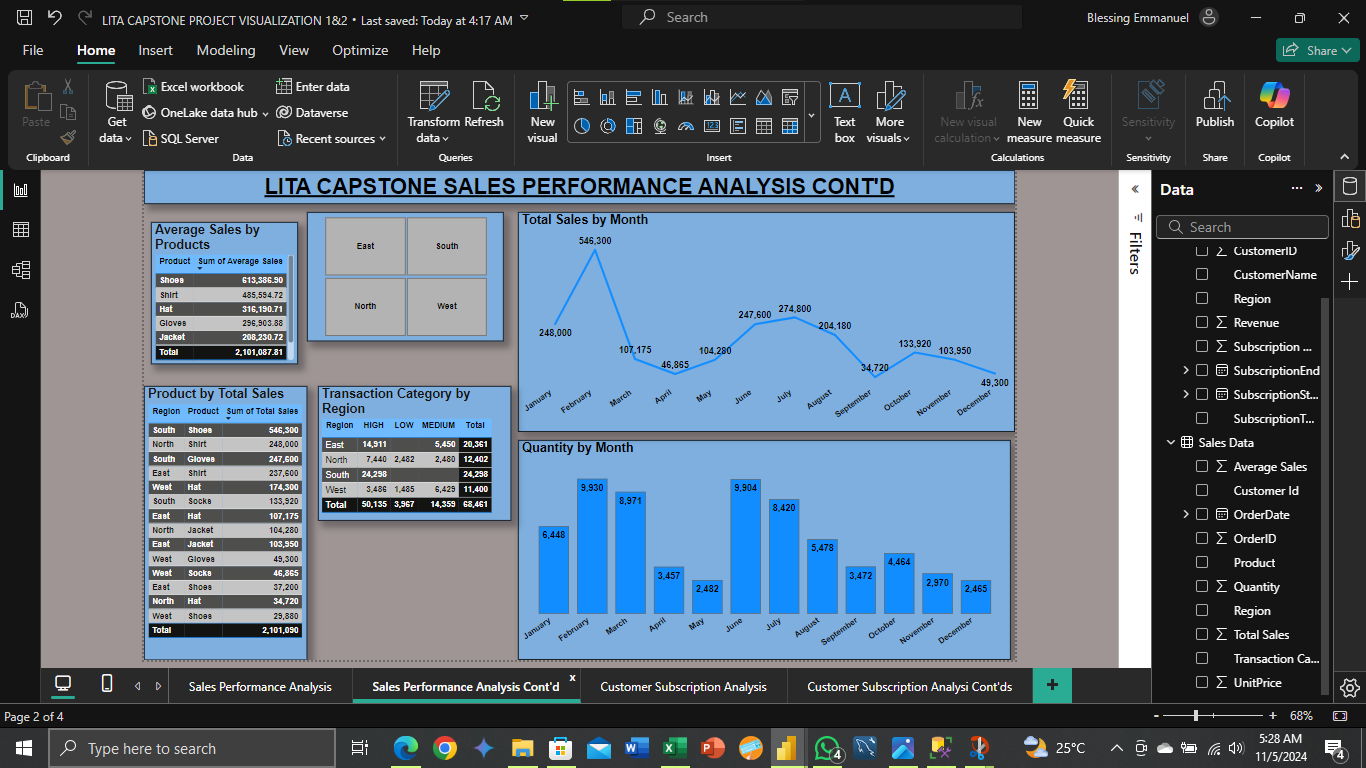 LITA CAPSTONE PROJECT VISUALIZATION 1&2 • Last saved: Today at 4:17 AM
Search
Blessing Emmanuel
File Home Insert Modeling View Optimize Help
Share
Paste
Get data
Excel workbook
OneLake data hub
SQL Server
Enter data
Dataverse
Recent sources
Transform data
Refresh
New visual
Text box
More visuals
New visual calculation
New measure
Quick measure
Sensitivity
Publish
Copilot
Clipboard Data Queries Insert Calculations Sensitivity Share Copilot
LITA CAPSTONE SALES PERFORMANCE ANALYSIS CONT'D
Average Sales by
Products
Product Sum of Average Sales
Shoes 613,386.90
Shirt 485,594.72
Hat 316,190.71
Gloves 296,903.88
Jacket 208,230.72
Total 2,101,087.81
East South
North West
Total Sales by Month
546,300
248,000
107,175
46,865
104,280
247,600
274,800
204,180
34,720
133,920
103,950
49,300
January February March April May June July August September October November December
Product by Total Sales
Region Product Sum of Total Sales
South Shoes 546,300
North Shirt 248,000
South Gloves 247,600
East Shirt 237,600
West Hat 174,300
South Socks 133,920
East Hat 107,175
North Jacket 104,280
East Jacket 103,950
West Gloves 49,300
West Socks 46,865
East Shoes 37,200
North Hat 34,720
West Shoes 29,880
Total 2,101,090
Transaction Category by
Region
Region HIGH LOW MEDIUM Total
East 14,911 5,450 20,361
North 7,440 2,482 2,480 12,402
South 24,298 24,298
West 3,486 1,485 6,429 11,400
Total 50,135 3,967 14,359 68,461
Quantity by Month
6,448 9,930 8,971 3,457 2,482 9,904 8,420 5,478 3,472 4,464 2,970 2,465
January February March April May June July August September October November December
Filters
Data
Search
CustomerID
CustomerName
Region
Revenue
Subscription ...
SubscriptionEnd
SubscriptionSt...
SubscriptionT...
Sales Data
Average Sales
Customer Id
OrderDate
OrderID
Product
Quantity
Region
Total Sales
Transaction Ca...
UnitPrice
DAX
Sales Performance Analysis
Sales Performance Analysis Cont'd
x
Customer Subscription Analysis
Customer Subscription Analysi Cont'ds
+
Page 2 of 4
- + 68%
Type here to search
4
25°C
5:28 AM
11/5/2024
4